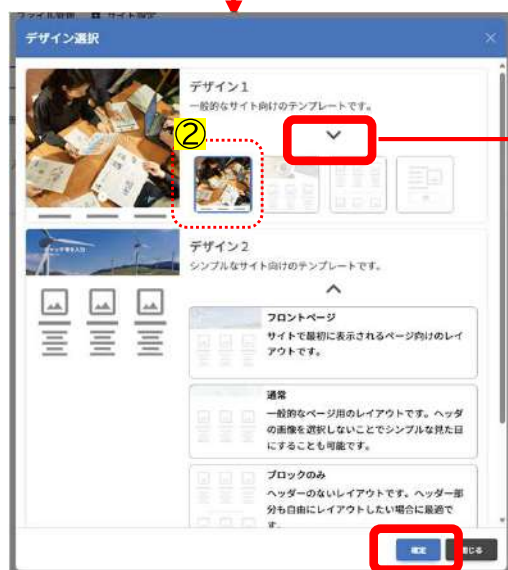 ファイル管理 サイト設定
デザイン選択
×
デザイン1
一般的なサイト向けのテンプレートです。
②
デザイン2
シンプルなサイト向けのテンプレートです。
フロントページ
サイトで最初に表示されるページ向けのレイ
アウトです。
通常
一般的なページ用のレイアウトです。ヘッダ
の画像を選択しないことでシンプルな見た目
にすることも可能です。
ブロックのみ
ヘッダーのないレイアウトです。ヘッダー部
分も自由にレイアウトしたい場合に最適で
す。
確定
閉じる